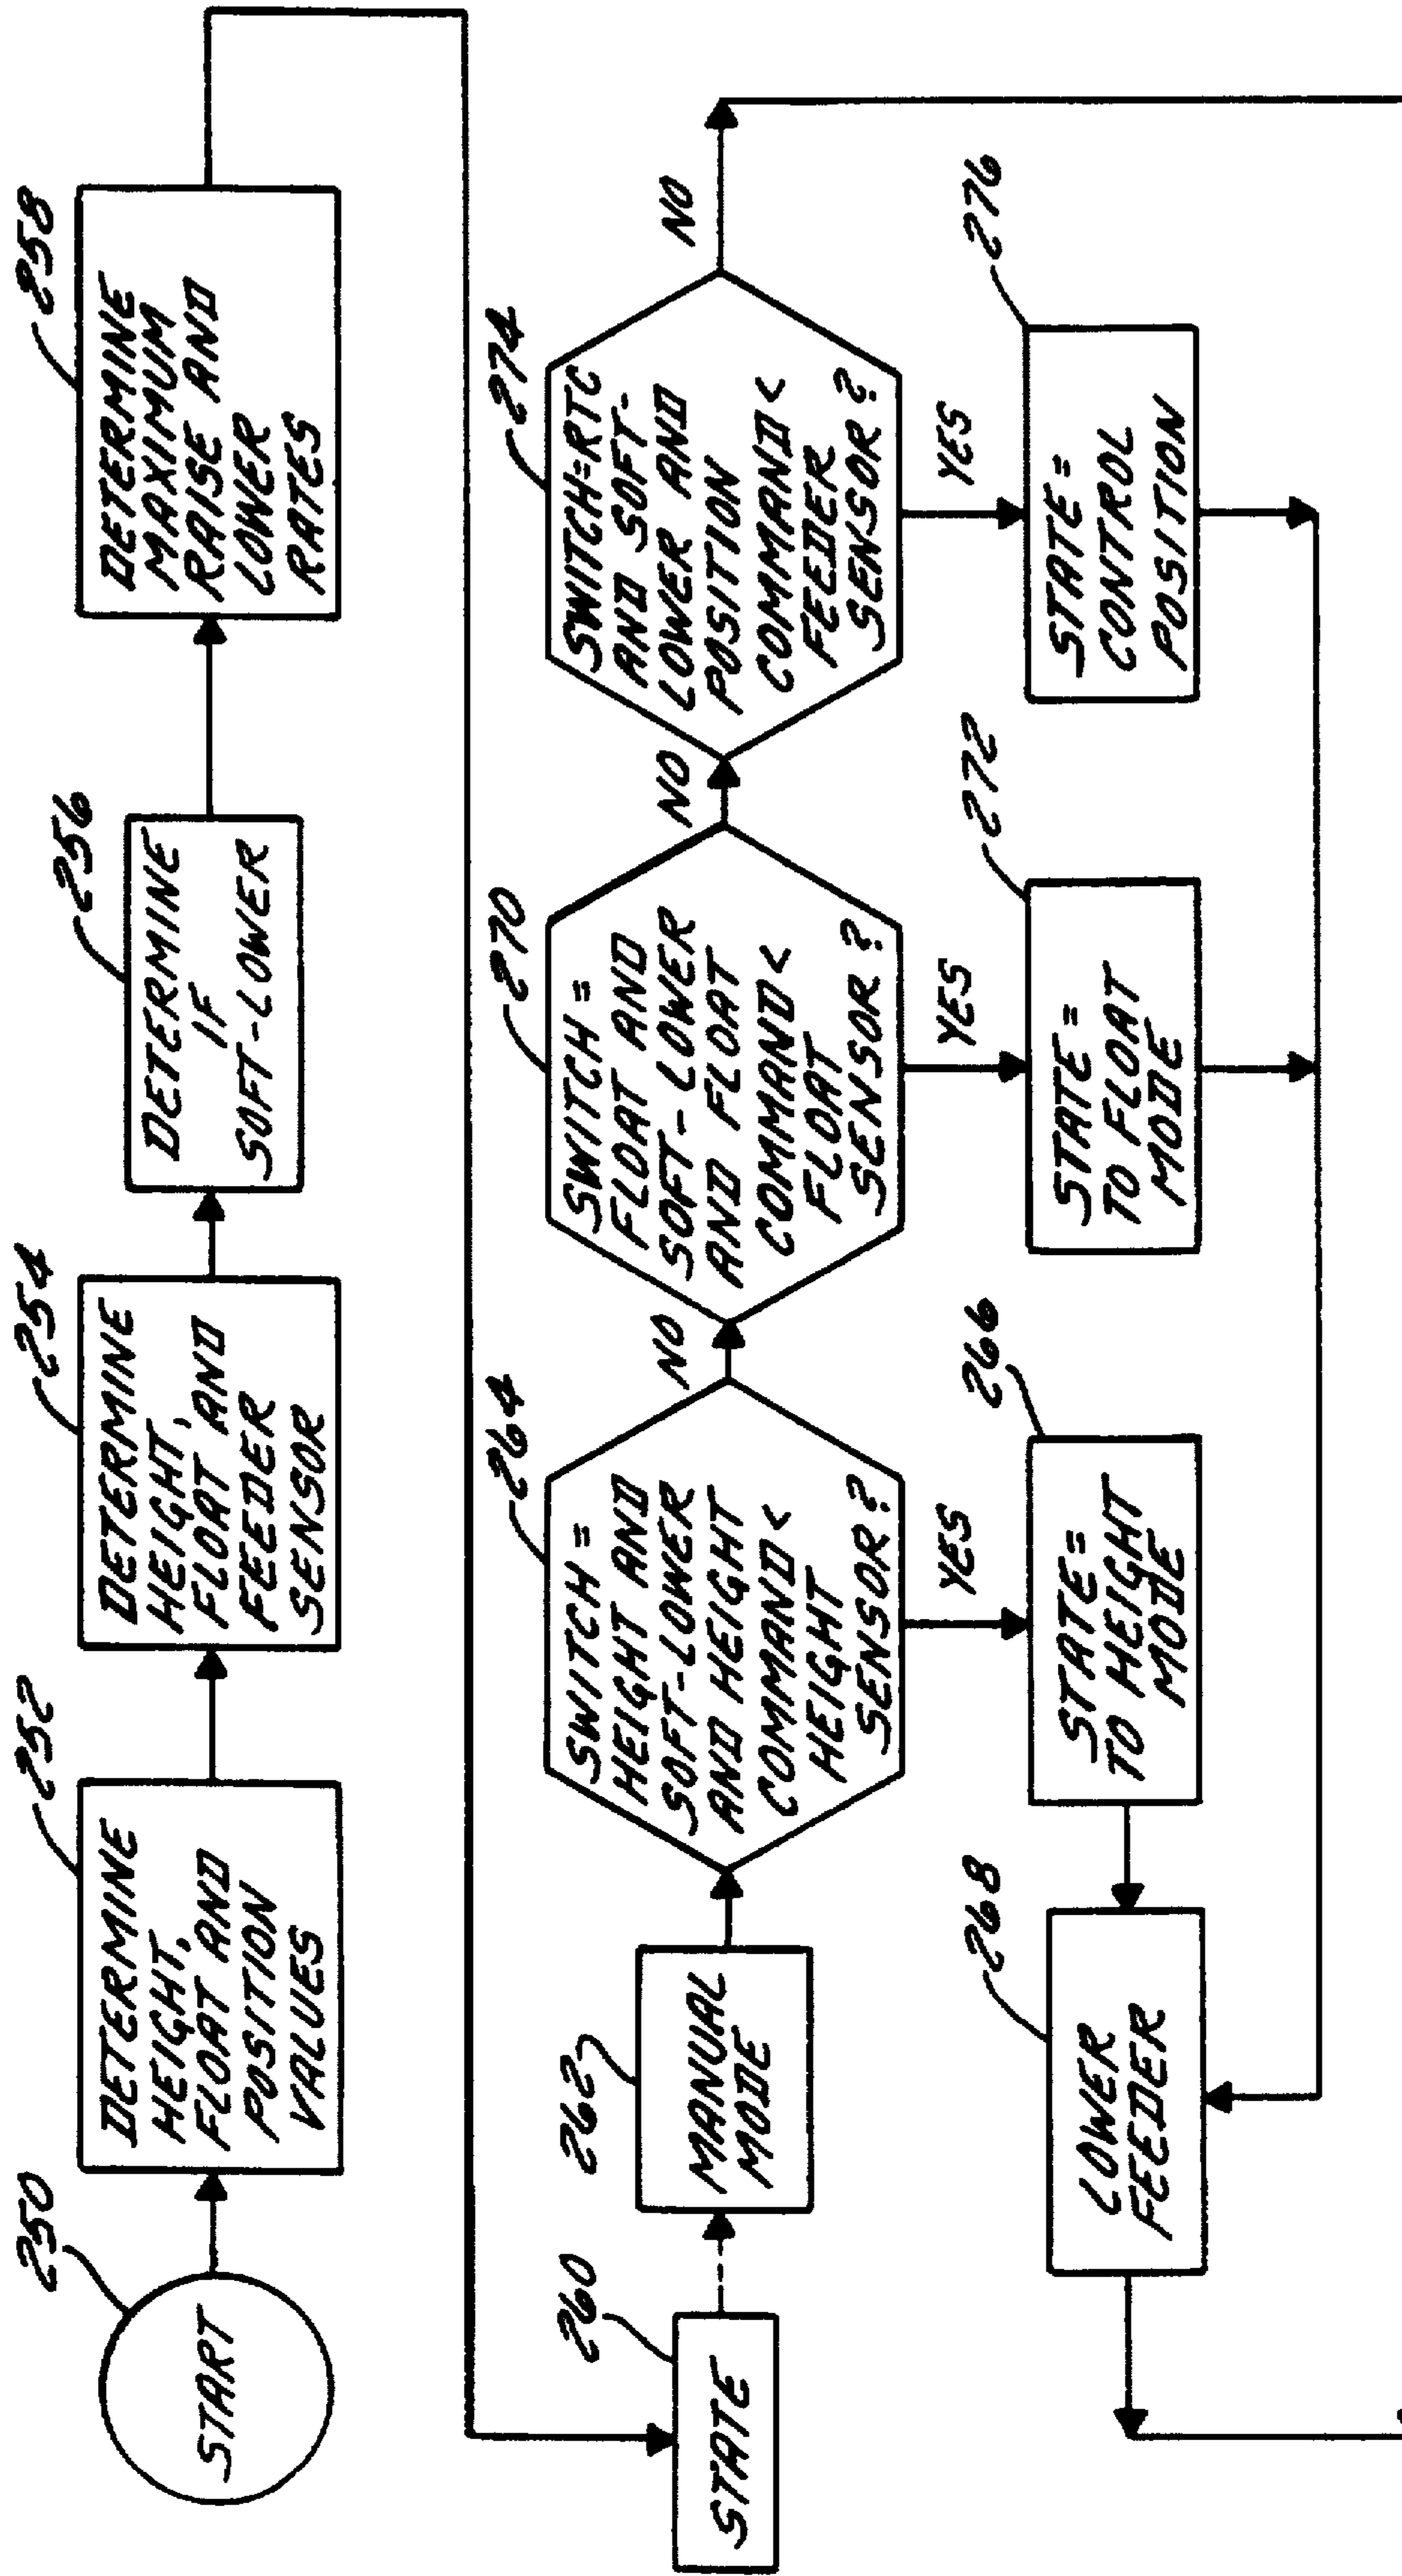 250
START
252
DETERMINE
HEIGHT,
FLOAT AND
POSITION
VALUES
254
DETERMINE
HEIGHT,
FLOAT AND
FEEDER
SENSOR
256
DETERMINE
IF
SOFT-LOWER
258
DETERMINE
MAXIMUM
RAISE AND
LOWER
RATES
260
STATE
262
MANUAL
MODE
264
SWITCH =
HEIGHT AND
SOFT-LOWER
AND HEIGHT
COMMAND<
HEIGHT
SENSOR?
NO
YES
270
SWITCH =
FLOAT AND
SOFT-LOWER
AND FLOAT
COMMAND<
FLOAT
SENSOR?
NO
YES
274
SWITCH=RTC
AND SOFT-
LOWER AND
POSITION
COMMAND<
FEEDER
SENSOR?
NO
YES
268
LOWER
FEEDER
266
STATE=
TO HEIGHT
MODE
272
STATE=
TO FLOAT
MODE
276
STATE=
CONTROL
POSITION